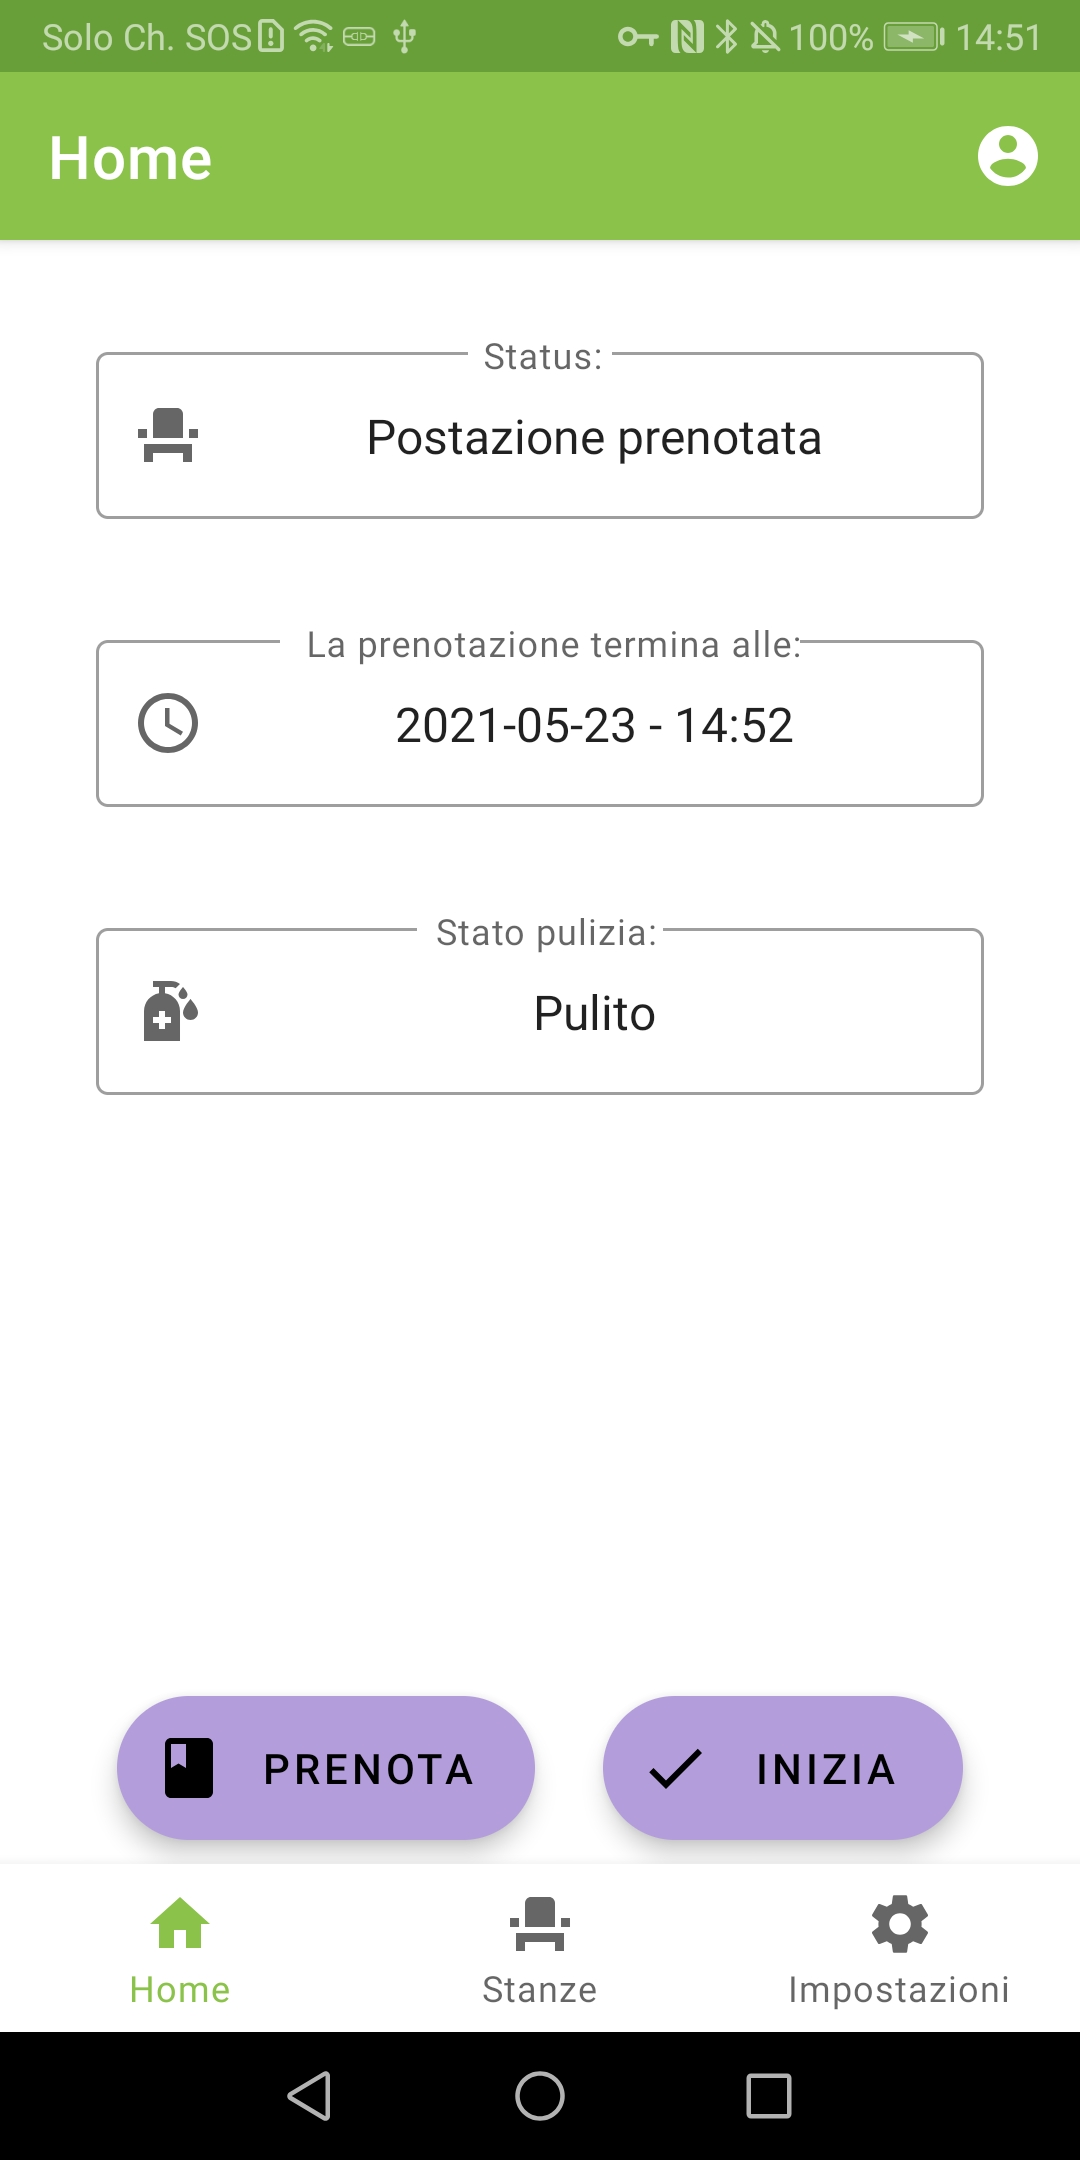 Solo Ch. SOS 100% 14:51
Home
Status:
Postazione prenotata
La prenotazione termina alle:
2021-05-23 - 14:52
Stato pulizia:
Pulito
PRENOTA INIZIA
Home Stanze Impostazioni